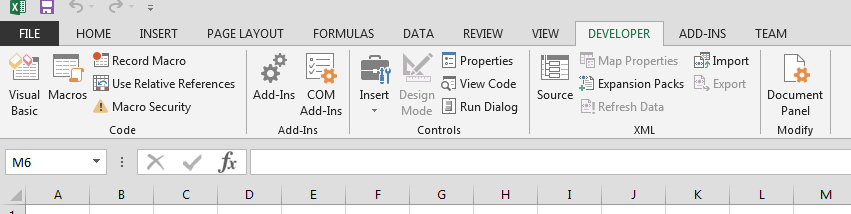 FILE HOME INSERT PAGE LAYOUT FORMULAS DATA REVIEW VIEW DEVELOPER ADD-INS TEAM
Visual Basic
Macros
Record Macro
Use Relative References
Macro Security
Code
Add-Ins
COM
Add-Ins
Add-Ins
Insert
Design
Mode
Properties
View Code
Run Dialog
Controls
Source
Map Properties
Expansion Packs
Refresh Data
Import
Export
XML
Document
Panel
Modify
M6
fx
A B C D E F G H I J K L M